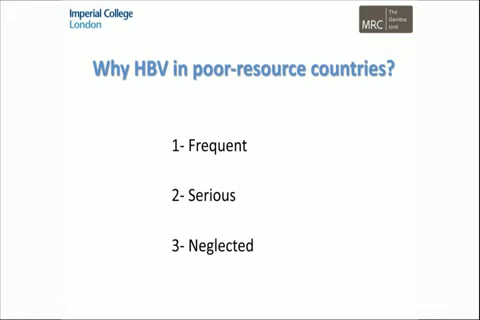 Imperial College
London
MRC
The
Gambia
Unit
Why HBV in poor-resource countries?
1- Frequent
2- Serious
3- Neglected